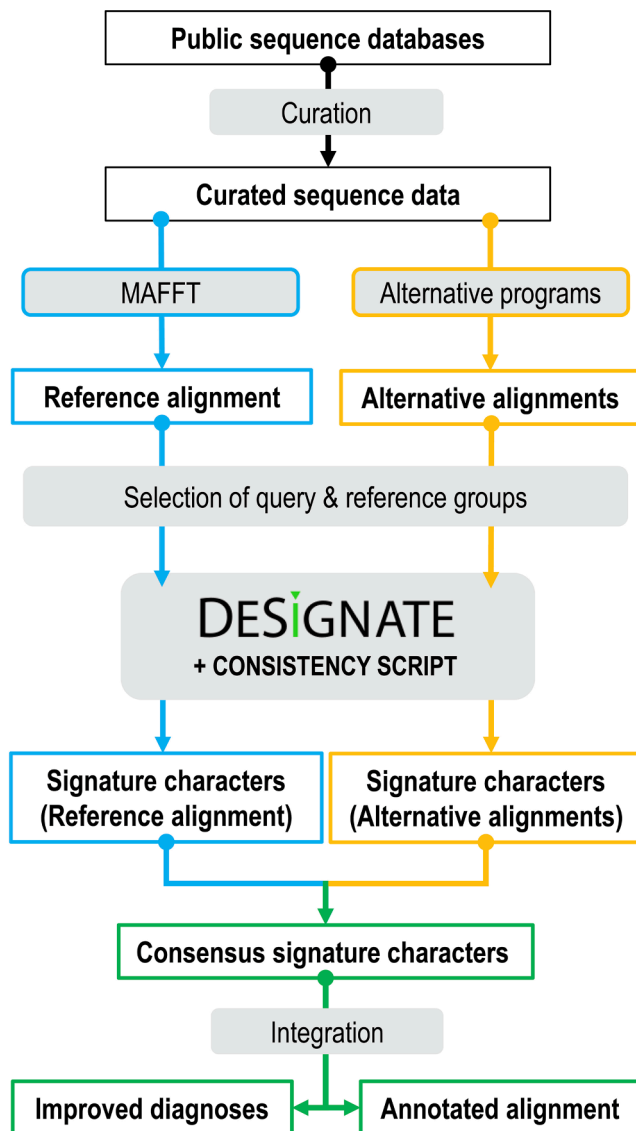 Public sequence databases
Curation
Curated sequence data
MAFFT
Alternative programs
Reference alignment
Alternative alignments
Selection of query & reference groups
DESiGNATE
+ CONSISTENCY SCRIPT
Signature characters
(Reference alignment)
Signature characters
(Alternative alignments)
Consensus signature characters
Integration
Improved diagnoses
Annotated alignment